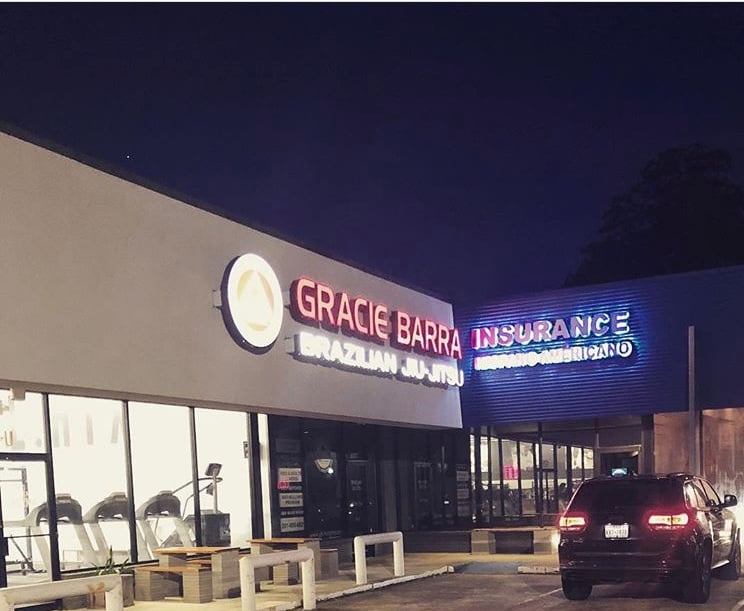 GRACIE BARRA
BRAZILIAN JIU-JITSU
INSURANCE
HISPANO-AMERICANO